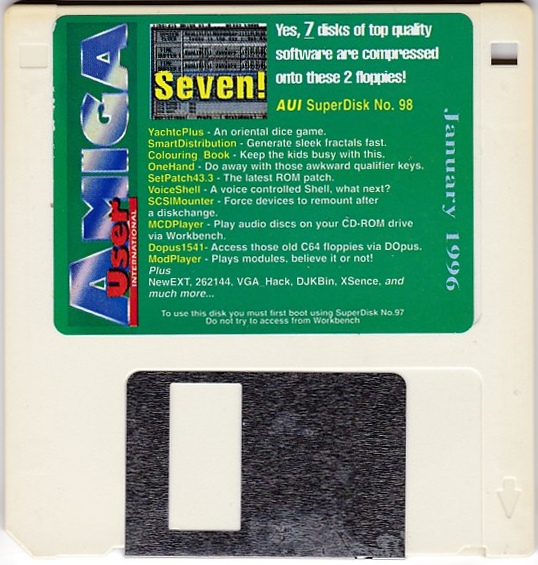 AMIGA
User
INTERNATIONAL
Seven!
Yes, 7 disks of top quality
software are compressed
onto these 2 floppies!
AUI SuperDisk No. 98
January 1996
YachtcPlus - An oriental dice game.
SmartDistribution - Generate sleek fractals fast.
Colouring Book - Keep the kids busy with this.
OneHand - Do away with those awkward qualifier keys.
SetPatch43.3 - The latest ROM patch.
VoiceShell - A voice controlled Shell, what next?
SCSIMounter - Force devices to remount after
a diskchange.
MCDPlayer - Play audio discs on your CD-ROM drive
via Workbench.
Dopus1541- Access those old C64 floppies via DOpus.
ModPlayer - Plays modules, believe it or not!
Plus
NewEXT, 262144. VGA_Hack, DJKBin, XSence, and
much more...
To use this disk you must first boot using SuperDisk No.97
Do not try to access from Workbench